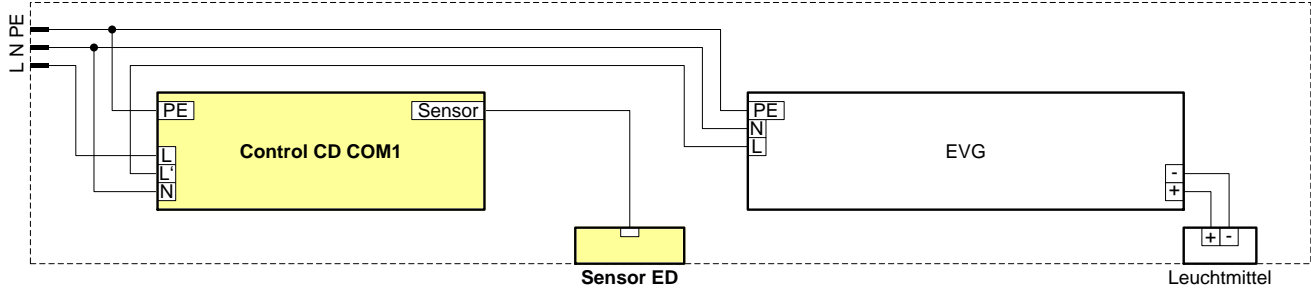 L N PE
PE
Sensor
Control CD COM1
L
L‘
N
PE
N
L
EVG
-
+
+ -
Sensor ED
Leuchtmittel